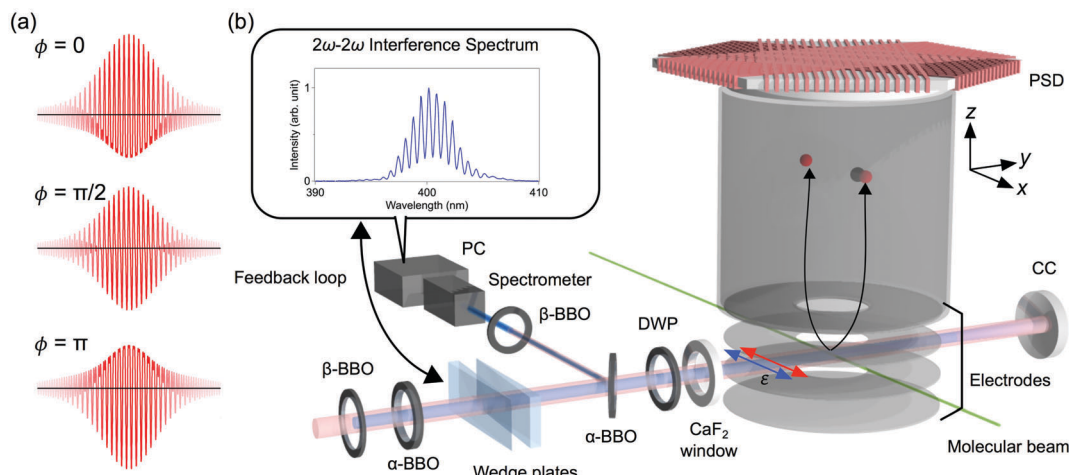 (a)
ϕ = 0
ϕ = π/2
ϕ = π
(b)
2ω-2ω Interference Spectrum
Intensity (arb. unit)
1
0
390
400
410
Wavelength (nm)
PC
Feedback loop
Spectrometer
β-BBO
β-BBO
DWP
α-BBO
Wedge plates
α-BBO
CaF₂
window
ε
PSD
z
y
x
CC
Electrodes
Molecular beam